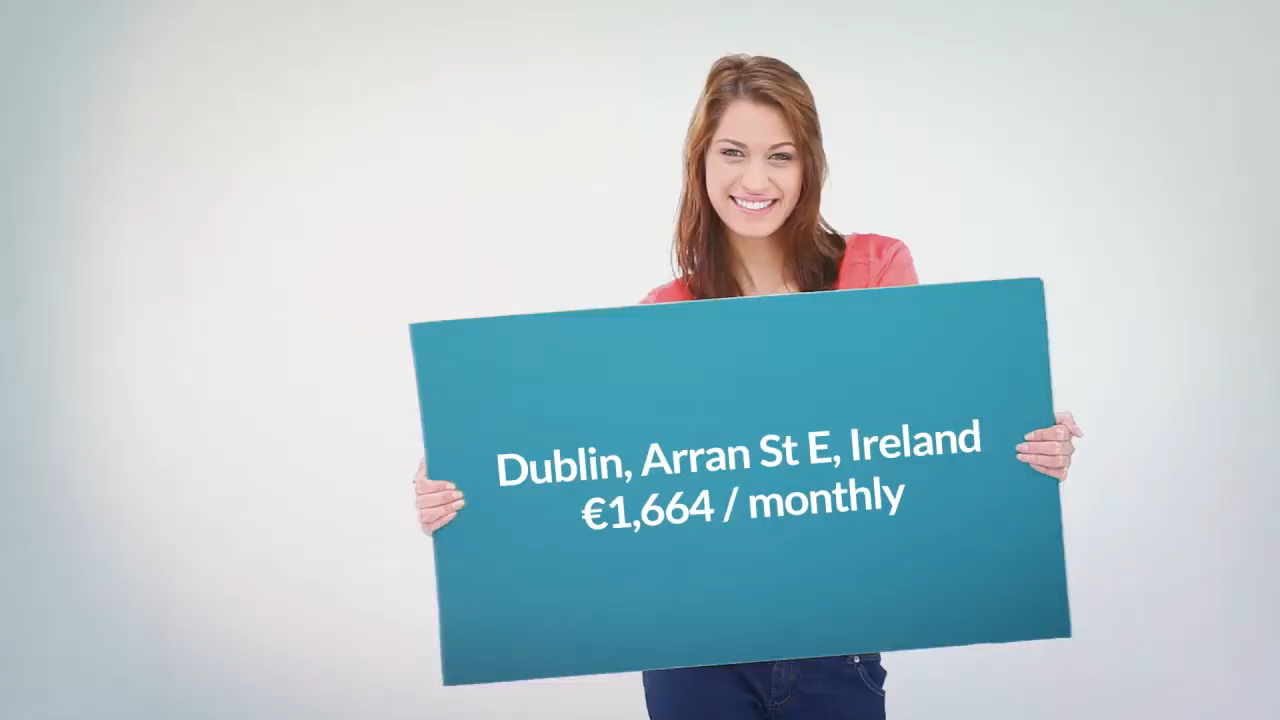 Dublin, Arran St E, Ireland
€1,664 / monthly